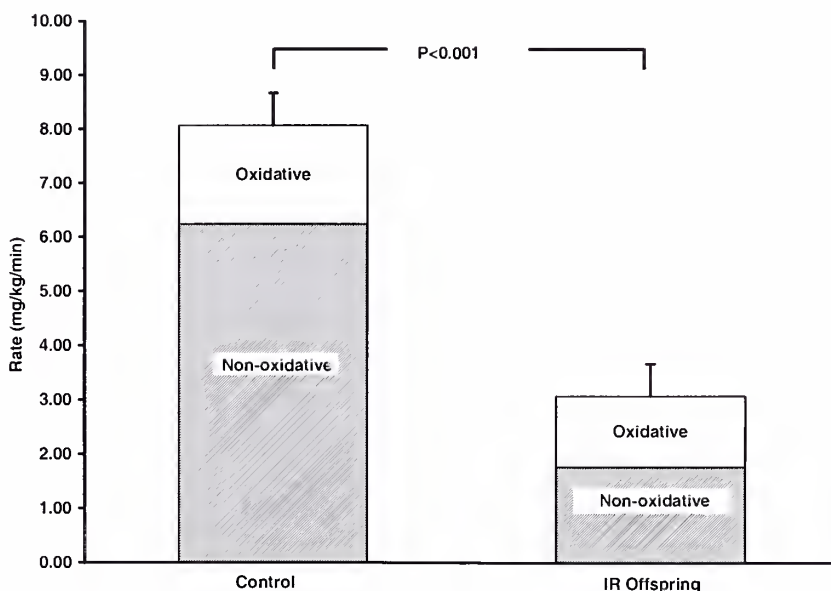 10.00
9.00
8.00
7.00
6.00
5.00
4.00
3.00
2.00
1.00
0.00
Rate (mg/kg/min)
P<0.001
Oxidative
Non-oxidative
Oxidative
Non-oxidative
Control
IR Offspring